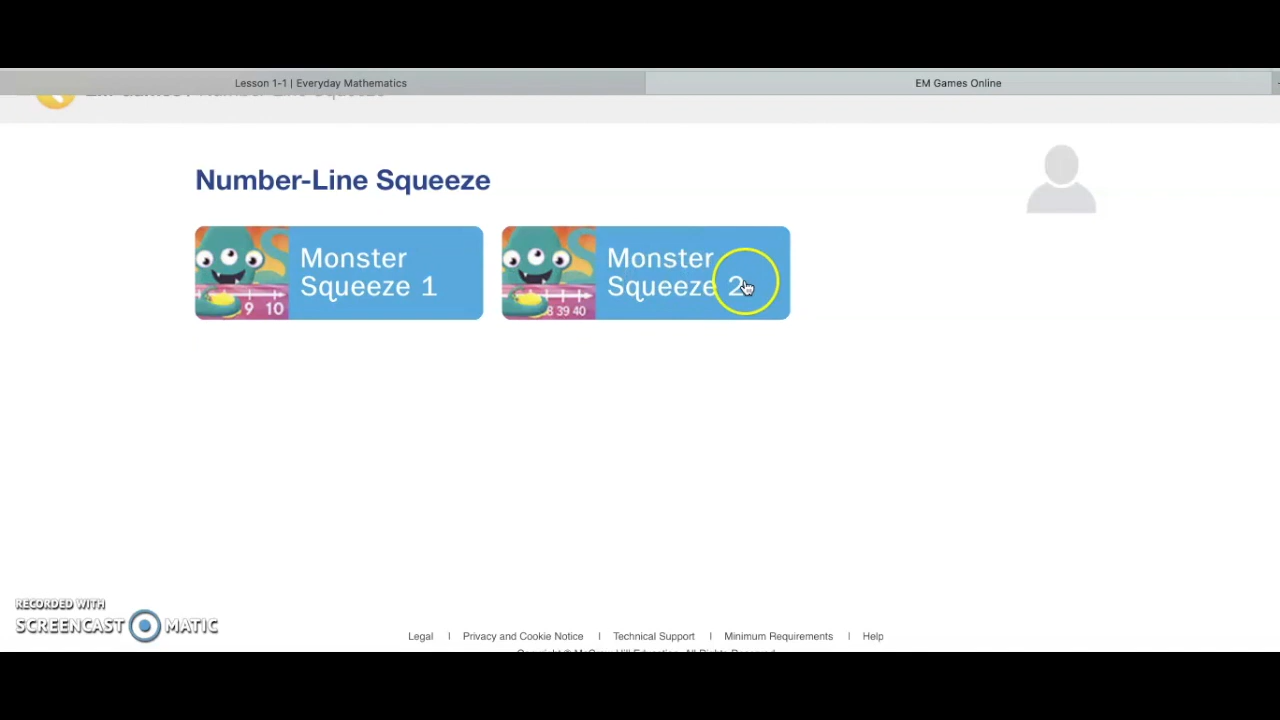 Lesson 1-1 | Everyday Mathematics
EM Games Online
Number-Line Squeeze
Monster
Squeeze 1
9 10
Monster
Squeeze 2
8 39 40
RECORDED WITH
SCREENCAST MATIC
Legal | Privacy and Cookie Notice | Technical Support | Minimum Requirements | Help